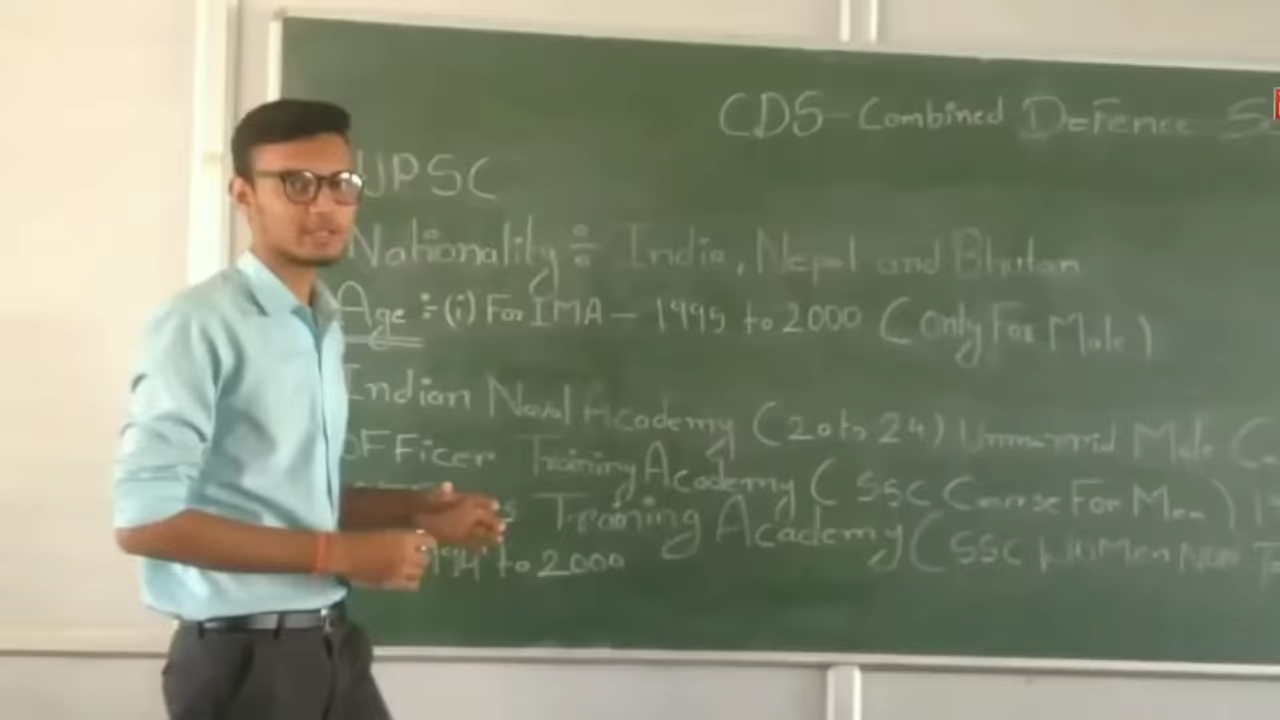 CDS - Combined Defence
UPSC
Nationality ÷ India, Nepal and Bhutan
Age :- (i) For IMA - 1995 to 2000 (Only For Male)
Indian Naval Academy (20 to 24) Unmarrid Male
OFFicer Training Academy ( SSC Course For Men ) 19
Training Academy ( SSC Women Non
1994 to 2000